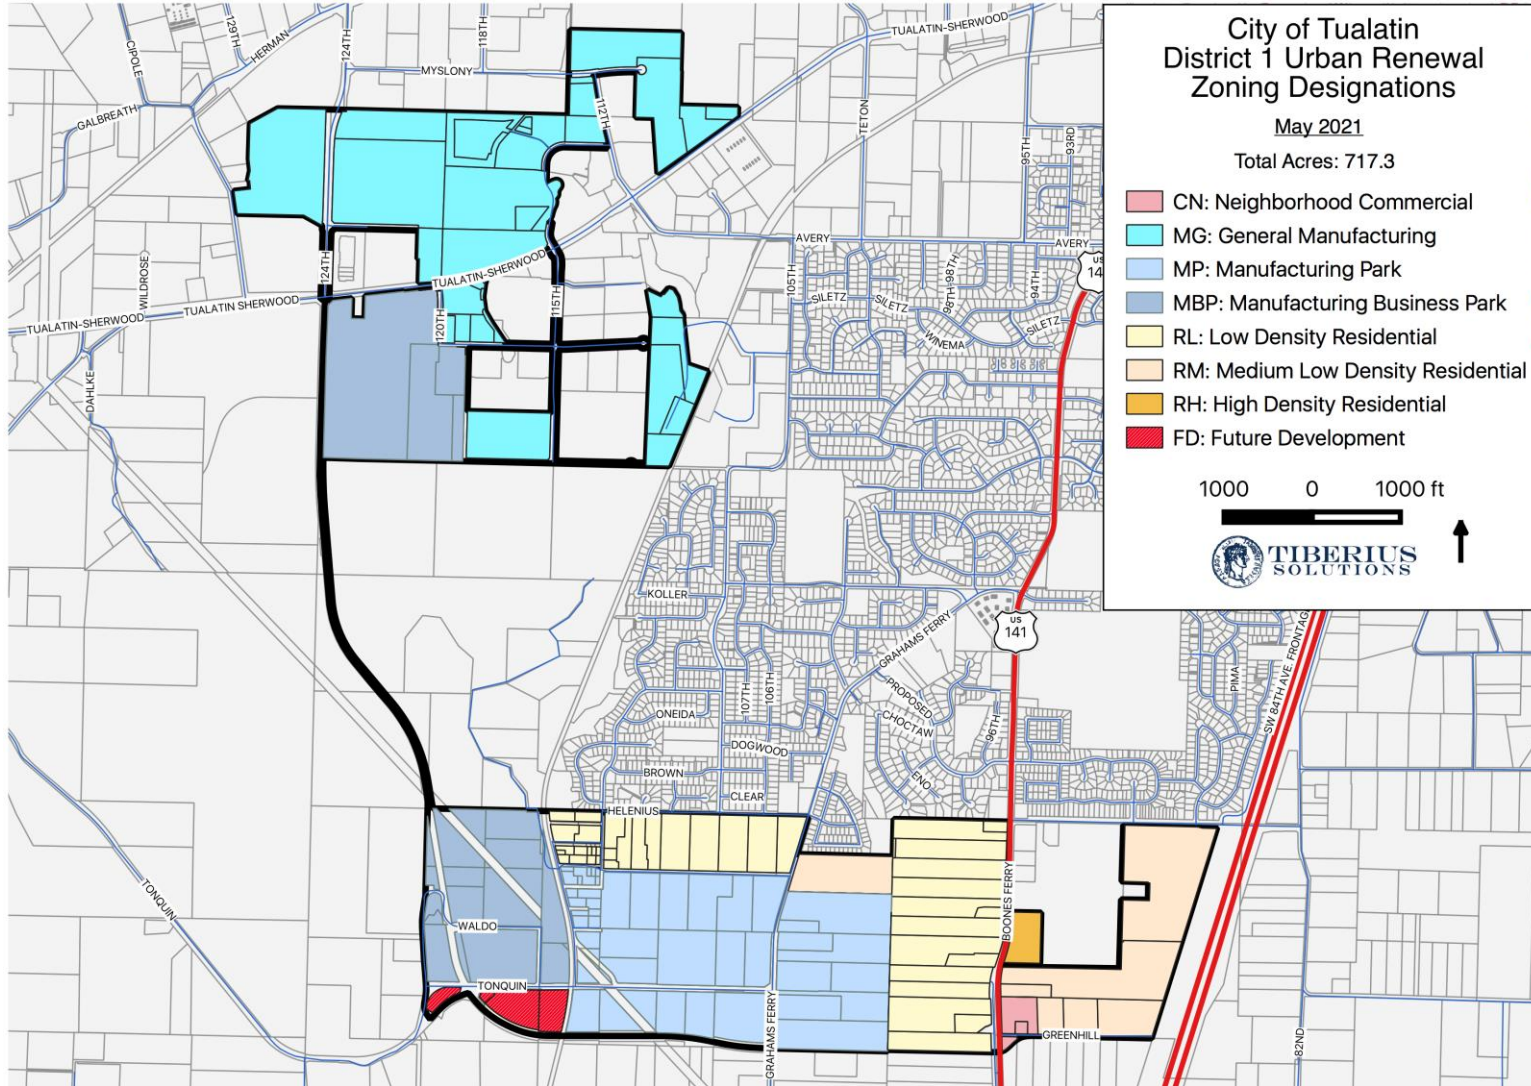 City of Tualatin
District 1 Urban Renewal
Zoning Designations
May 2021
Total Acres: 717.3
CN: Neighborhood Commercial
MG: General Manufacturing
MP: Manufacturing Park
MBP: Manufacturing Business Park
RL: Low Density Residential
RM: Medium Low Density Residential
RH: High Density Residential
FD: Future Development
1000 0 1000 ft
TIBERIUS
SOLUTIONS
CIPOLE
129TH
HERMAN
124TH
118TH
TUALATIN-SHERWOOD
MYSLONY
GALBREATH
112TH
TETON
95TH
93RD
AVERY
AVERY
US
14
WILDROSE
124TH
TUALATIN-SHERWOOD
105TH
98TH
98TH
94TH
SILETZ
SILETZ
SILETZ
WINEMA
TUALATIN SHERWOOD
TUALATIN-SHERWOOD
120TH
115TH
DAHLKE
KOLLER
GRAHAMS FERRY
US
141
PROPOSED
CHOCTAW
96TH
ENO
107TH
106TH
ONEIDA
DOGWOOD
BROWN
CLEAR
HELENIUS
PIMA
SW 84TH AVE. FRONTAG
TONQUIN
WALDO
TONQUIN
BOONES FERRY
GRAHAMS FERRY
GREENHILL
82ND